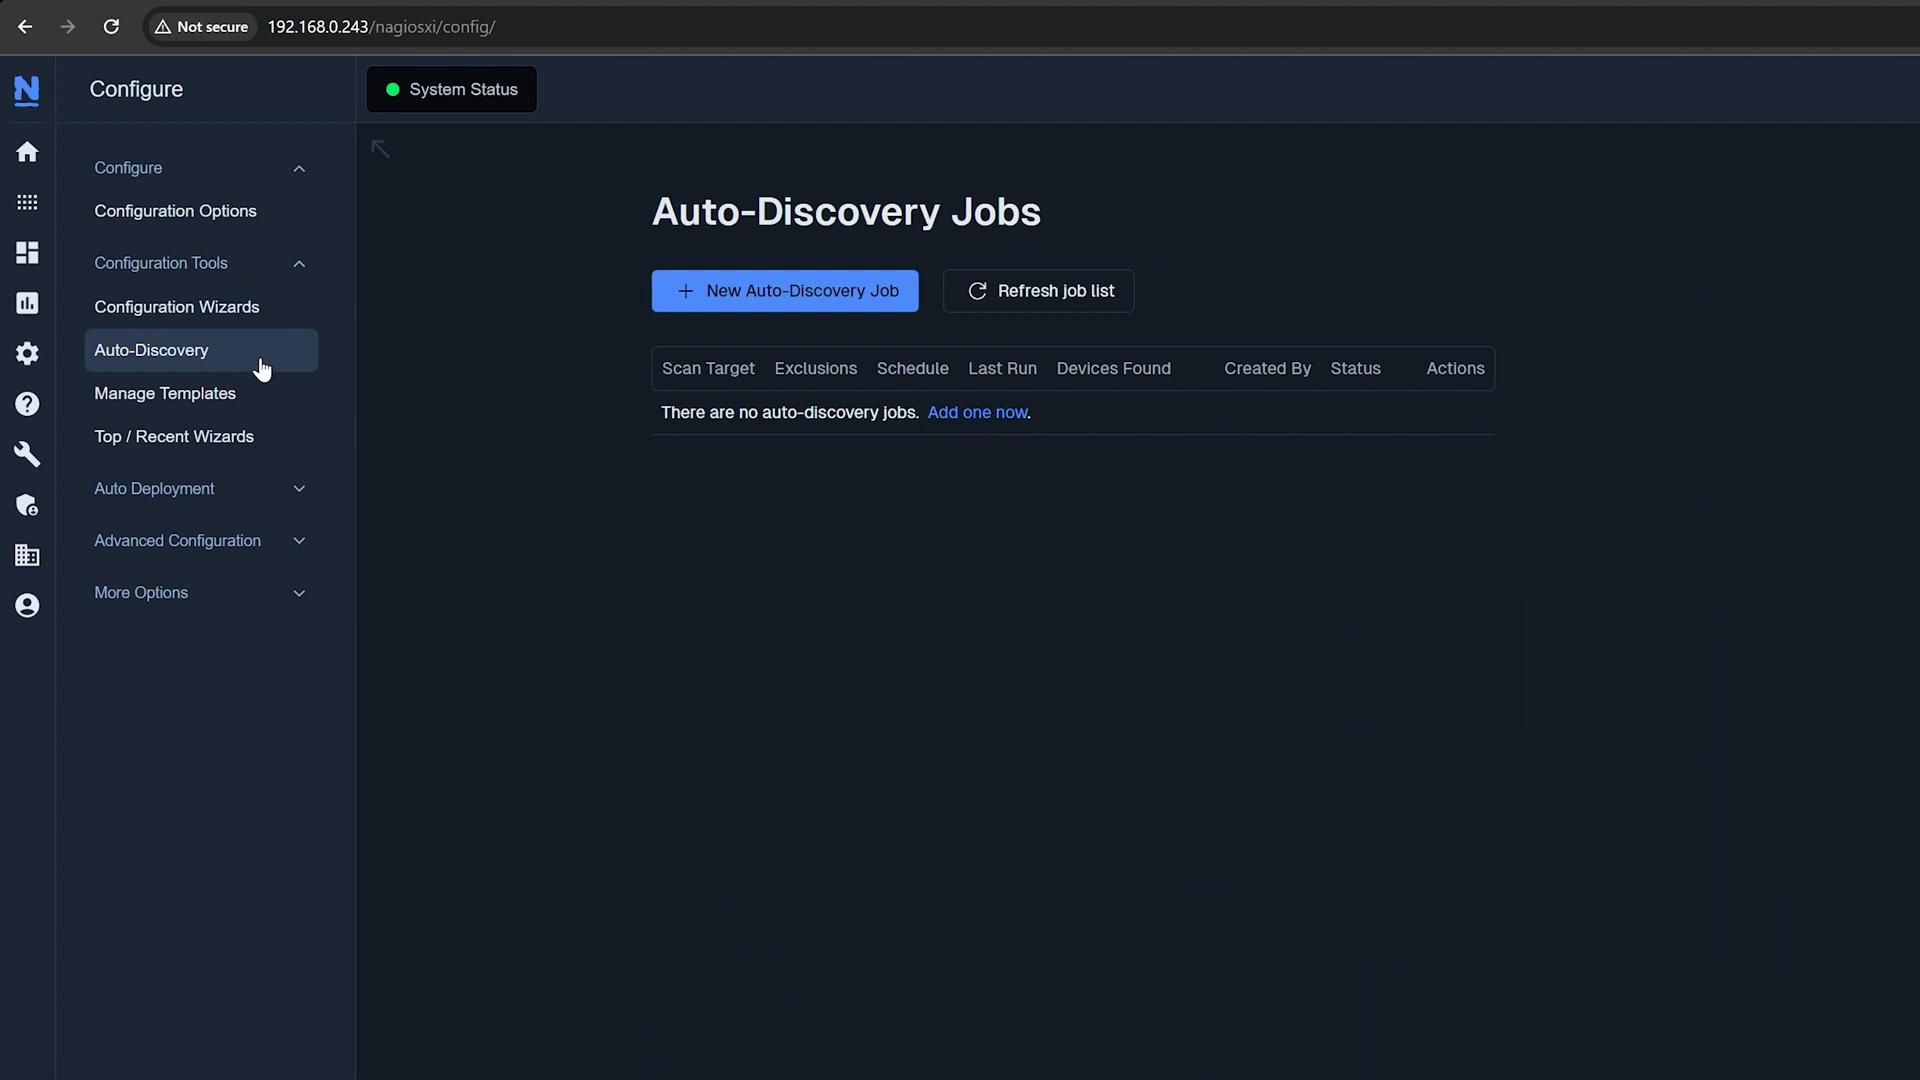 Not secure 192.168.0.243/nagiosxi/config/
Configure
System Status
Configure
Configuration Options
Configuration Tools
Configuration Wizards
Auto-Discovery
Manage Templates
Top / Recent Wizards
Auto Deployment
Advanced Configuration
More Options
Auto-Discovery Jobs
New Auto-Discovery Job Refresh job list
Scan Target Exclusions Schedule Last Run Devices Found Created By Status Actions
There are no auto-discovery jobs. Add one now.